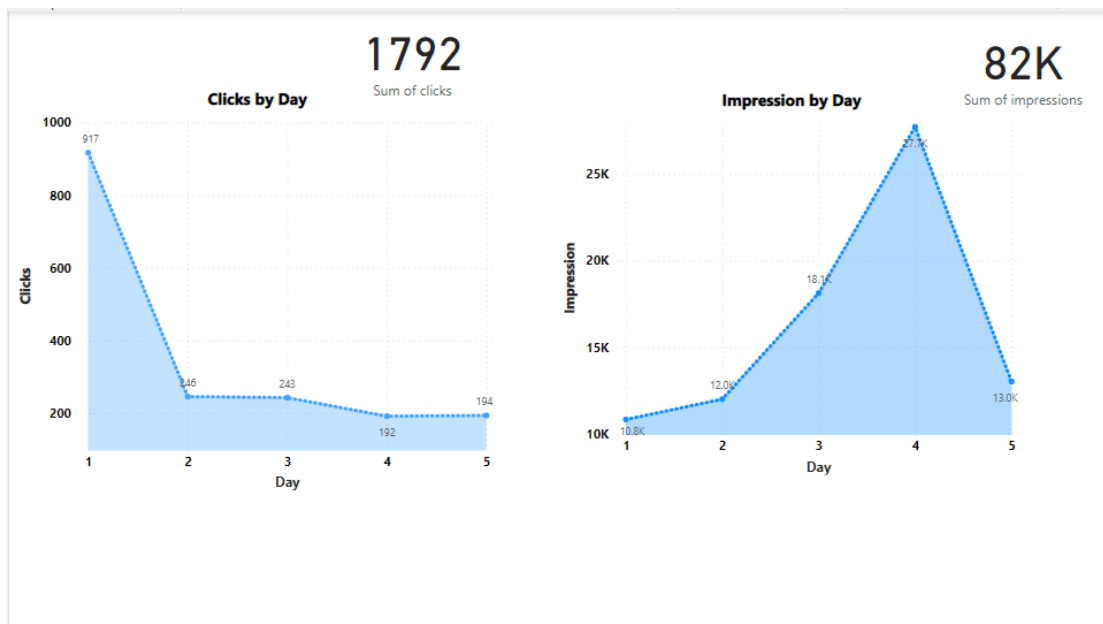 1792
Sum of clicks
Clicks by Day
1000
917
800
600
400
246
243
200
192
194
Clicks
1 2 3 4 5
Day
82K
Sum of impressions
Impression by Day
27.7K
25K
20K
18.1K
15K
12.0K
13.0K
10K
10.8K
Impression
1 2 3 4 5
Day